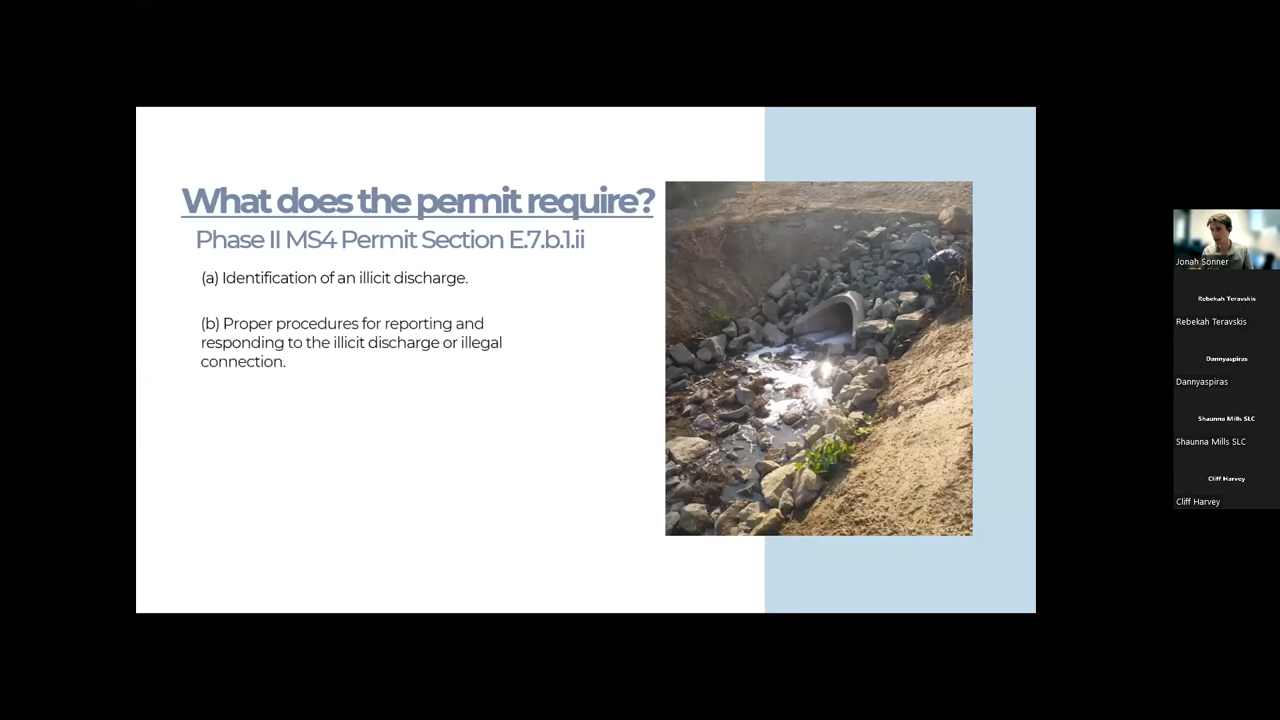 What does the permit require?
Phase II MS4 Permit Section E.7.b.1.ii
(a) Identification of an illicit discharge.
(b) Proper procedures for reporting and
responding to the illicit discharge or illegal
connection.
Jonah Sonner
Rebekah Teravskis
Rebekah Teravskis
Dannyaspiras
Dannyaspiras
Shaunna Mills SLC
Shaunna Mills SLC
Cliff Harvey
Cliff Harvey